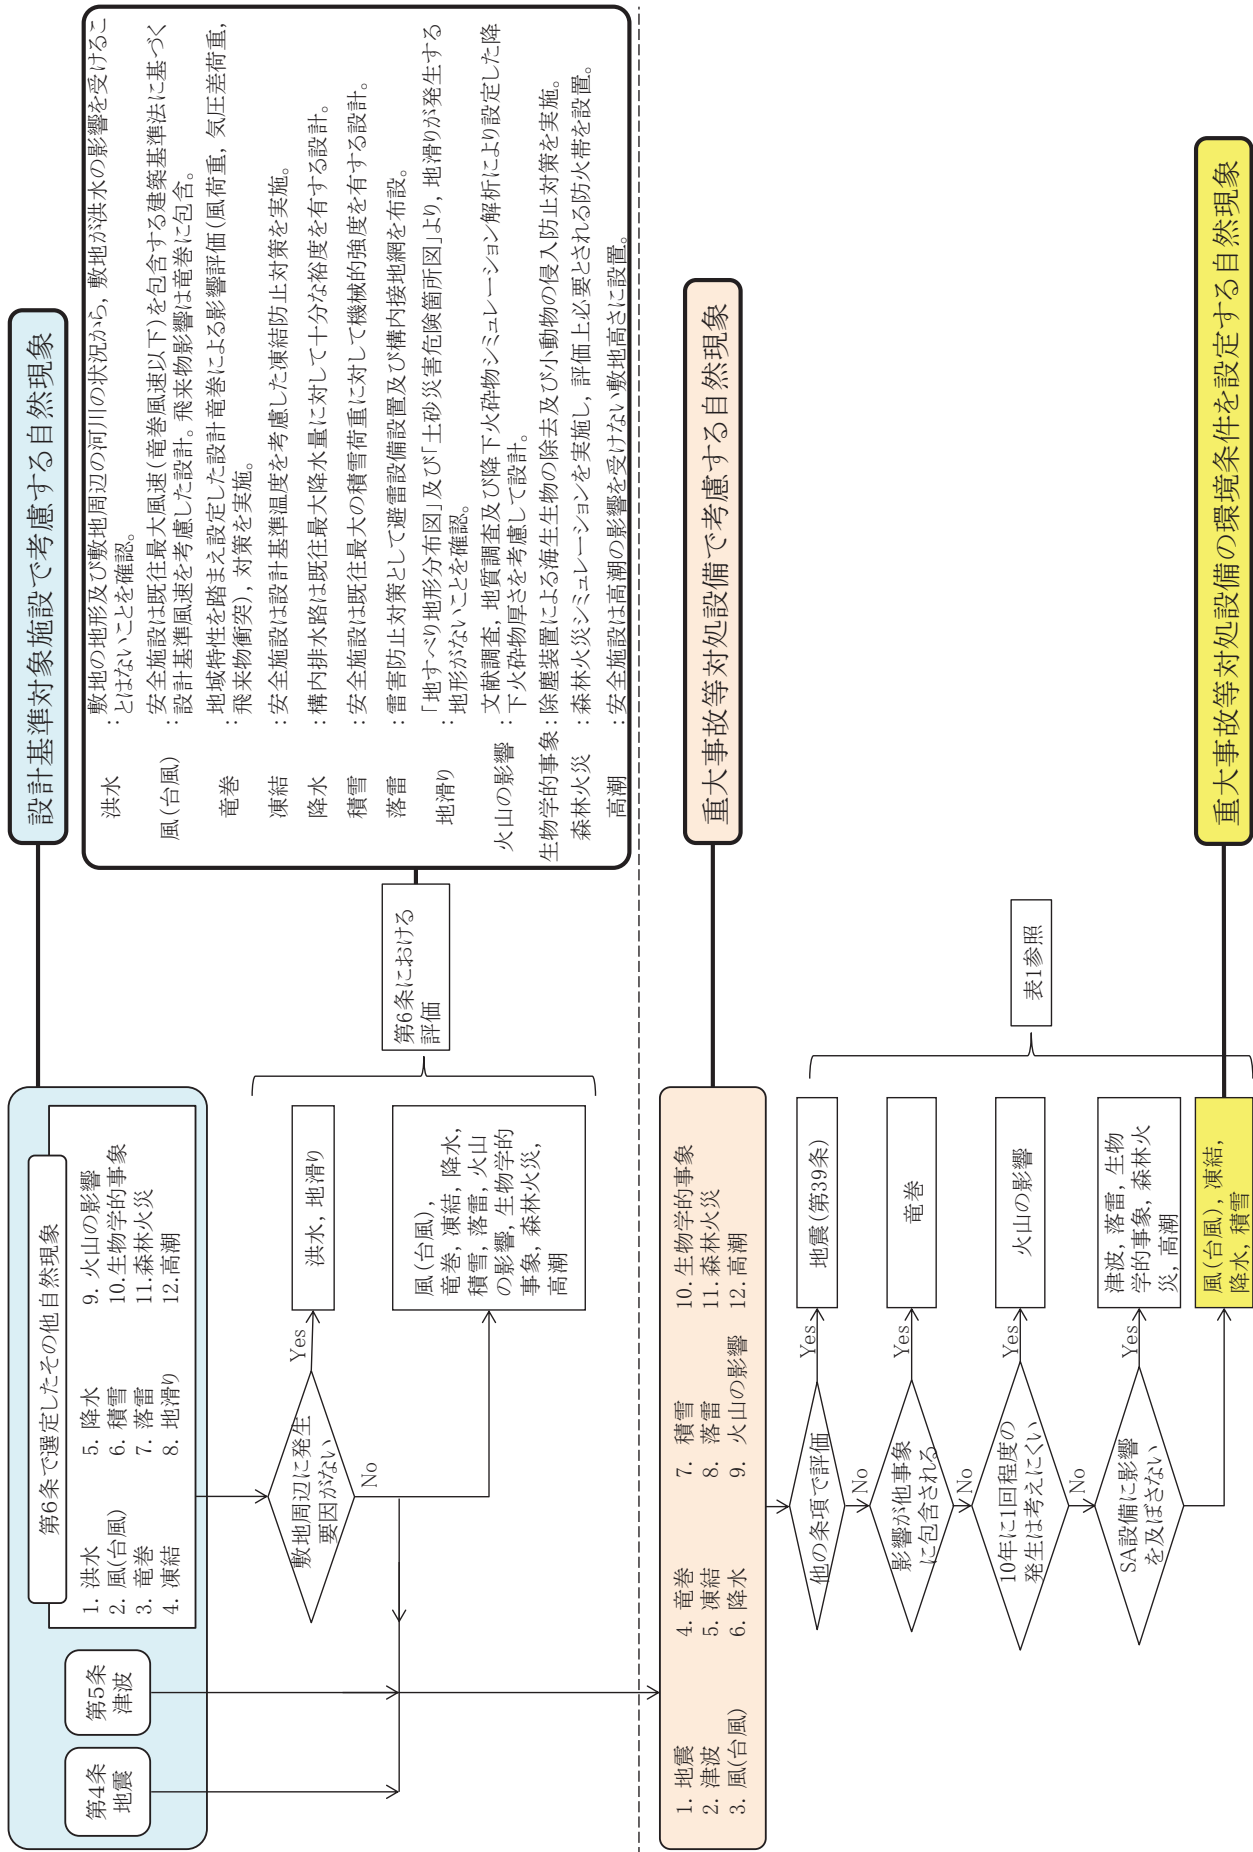 設計基準対象施設で考慮する自然現象
第4条
地震
第5条
津波
第6条で選定したその他自然現象
1. 洪水
2. 風(台風)
3. 竜巻
4. 凍結
5. 降水
6. 積雪
7. 落雷
8. 地滑り
9. 火山の影響
10. 生物学的事象
11. 森林火災
12. 高潮
敷地周辺に発生
要因がない
Yes
No
洪水, 地滑り
風(台風),
竜巻, 凍結, 降水,
積雪, 落雷, 火山
の影響, 生物学的
事象, 森林火災,
高潮
第6条における
評価
洪水 : 敷地の地形及び敷地周辺の河川の状況から, 敷地が洪水の影響を受けるこ
とはないことを確認。
風(台風) : 安全施設は既往最大風速(竜巻風速以下)を包含する建築基準法に基づく
設計基準風速を考慮した設計。飛来物影響は竜巻に包含。
竜巻 : 地域特性を踏まえ設定した設計竜巻による影響評価(風荷重, 気圧差荷重,
飛来物衝突), 対策を実施。
凍結 : 安全施設は設計基準温度を考慮した凍結防止対策を実施。
降水 : 構内排水路は既往最大降水量に対して十分な裕度を有する設計。
積雪 : 安全施設は既往最大の積雪荷重に対して機械的強度を有する設計。
落雷 : 雷害防止対策として避雷設備設置及び構内接地網を布設。
地滑り : 「地すべり地形分布図」及び「土砂災害危険箇所図」より, 地滑りが発生する
地形がないことを確認。
火山の影響 : 文献調査, 地質調査及び降下火砕物シミュレーション解析により設定した降
下火砕物厚さを考慮して設計。
生物学的事象 : 除塵装置による海生生物の除去及び小動物の侵入防止対策を実施。
森林火災 : 森林火災シミュレーションを実施し, 評価上必要とされる防火帯を設置。
高潮 : 安全施設は高潮の影響を受けない敷地高さに設置。
重大事故等対処設備で考慮する自然現象
1. 地震
2. 津波
3. 風(台風)
4. 竜巻
5. 凍結
6. 降水
7. 積雪
8. 落雷
9. 火山の影響
10. 生物学的事象
11. 森林火災
12. 高潮
他の条項で評価
Yes
地震(第39条)
No
影響が他事象
に包含される
Yes
竜巻
No
10年に1回程度の
発生は考えにくい
Yes
火山の影響
No
SA設備に影響
を及ぼさない
Yes
津波, 落雷, 生物
学的事象, 森林火
災, 高潮
風(台風), 凍結,
降水, 積雪
表1参照
重大事故等対処設備の環境条件を設定する自然現象